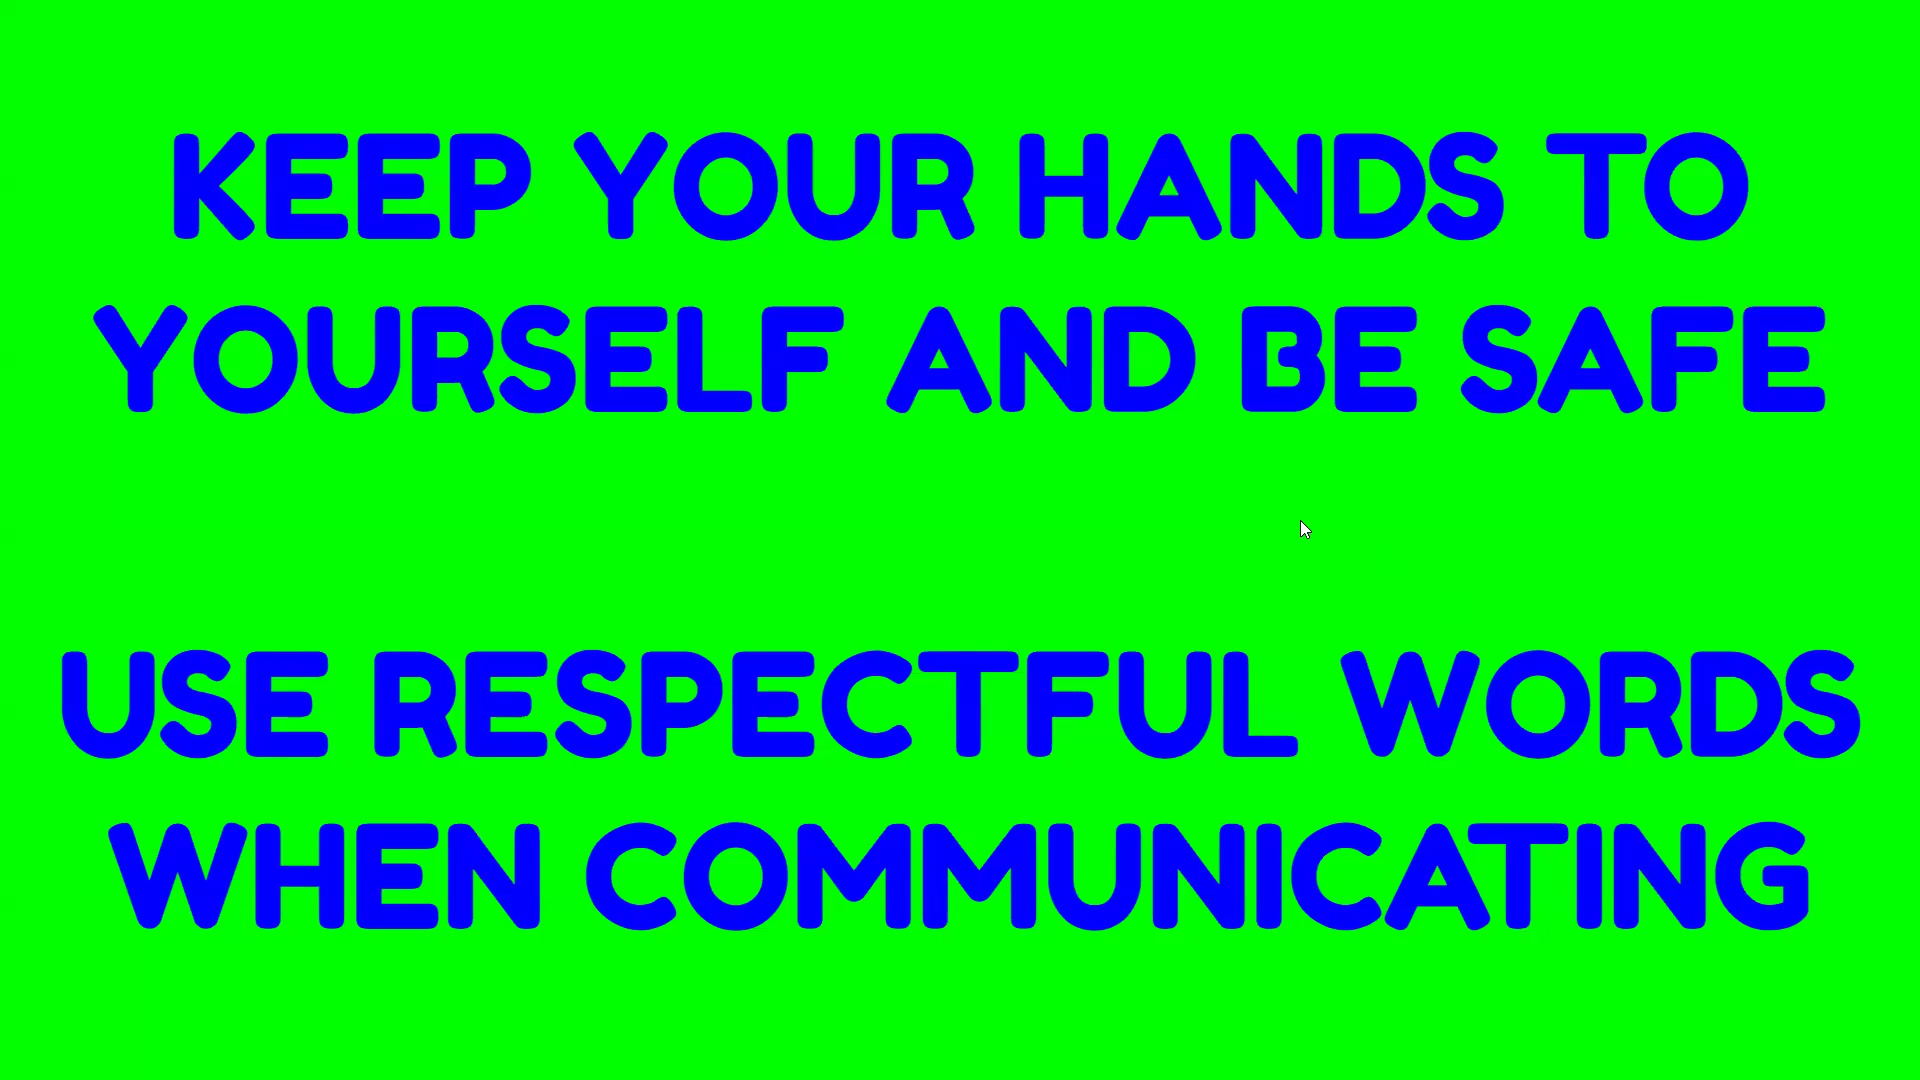 KEEP YOUR HANDS TO
YOURSELF AND BE SAFE
USE RESPECTFUL WORDS
WHEN COMMUNICATING